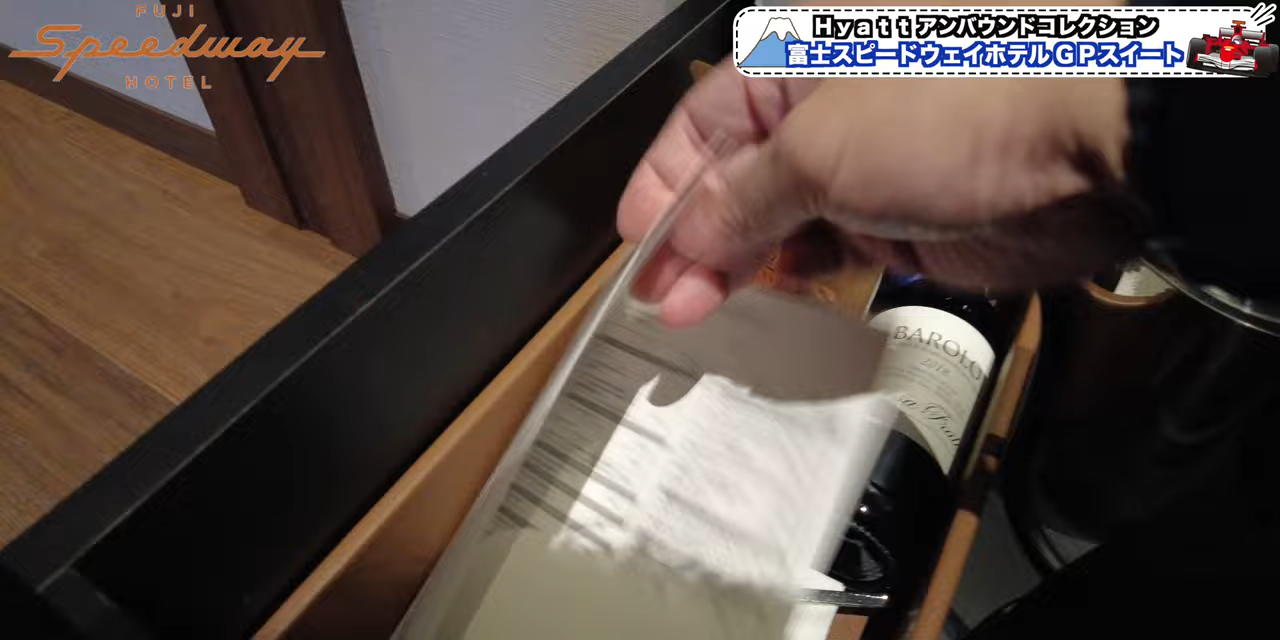 FUJI
Speedway
HOTEL
Hyattアンバウンドコレクション
富士スピードウェイホテルGPスイート
BAROLO
2018